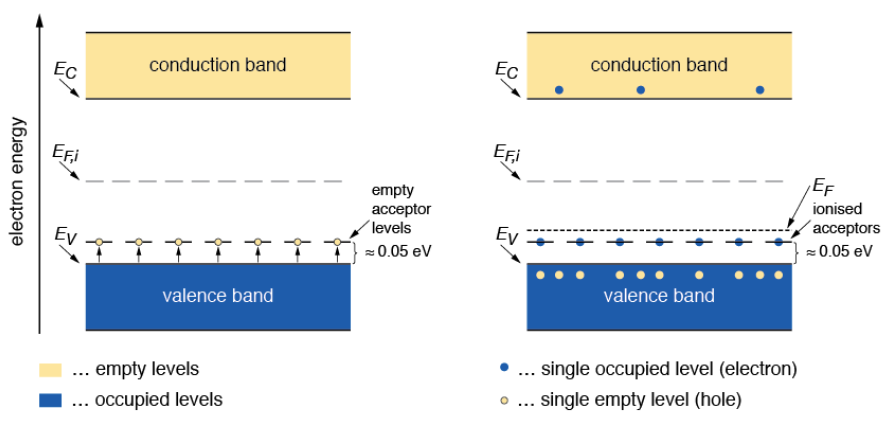 electron energy
E_C
conduction band
E_F,i
E_V
empty
acceptor
levels
≈ 0.05 eV
valence band
E_C
conduction band
E_F,i
E_F
ionised
acceptors
E_V
≈ 0.05 eV
valence band
... empty levels
... occupied levels
... single occupied level (electron)
... single empty level (hole)